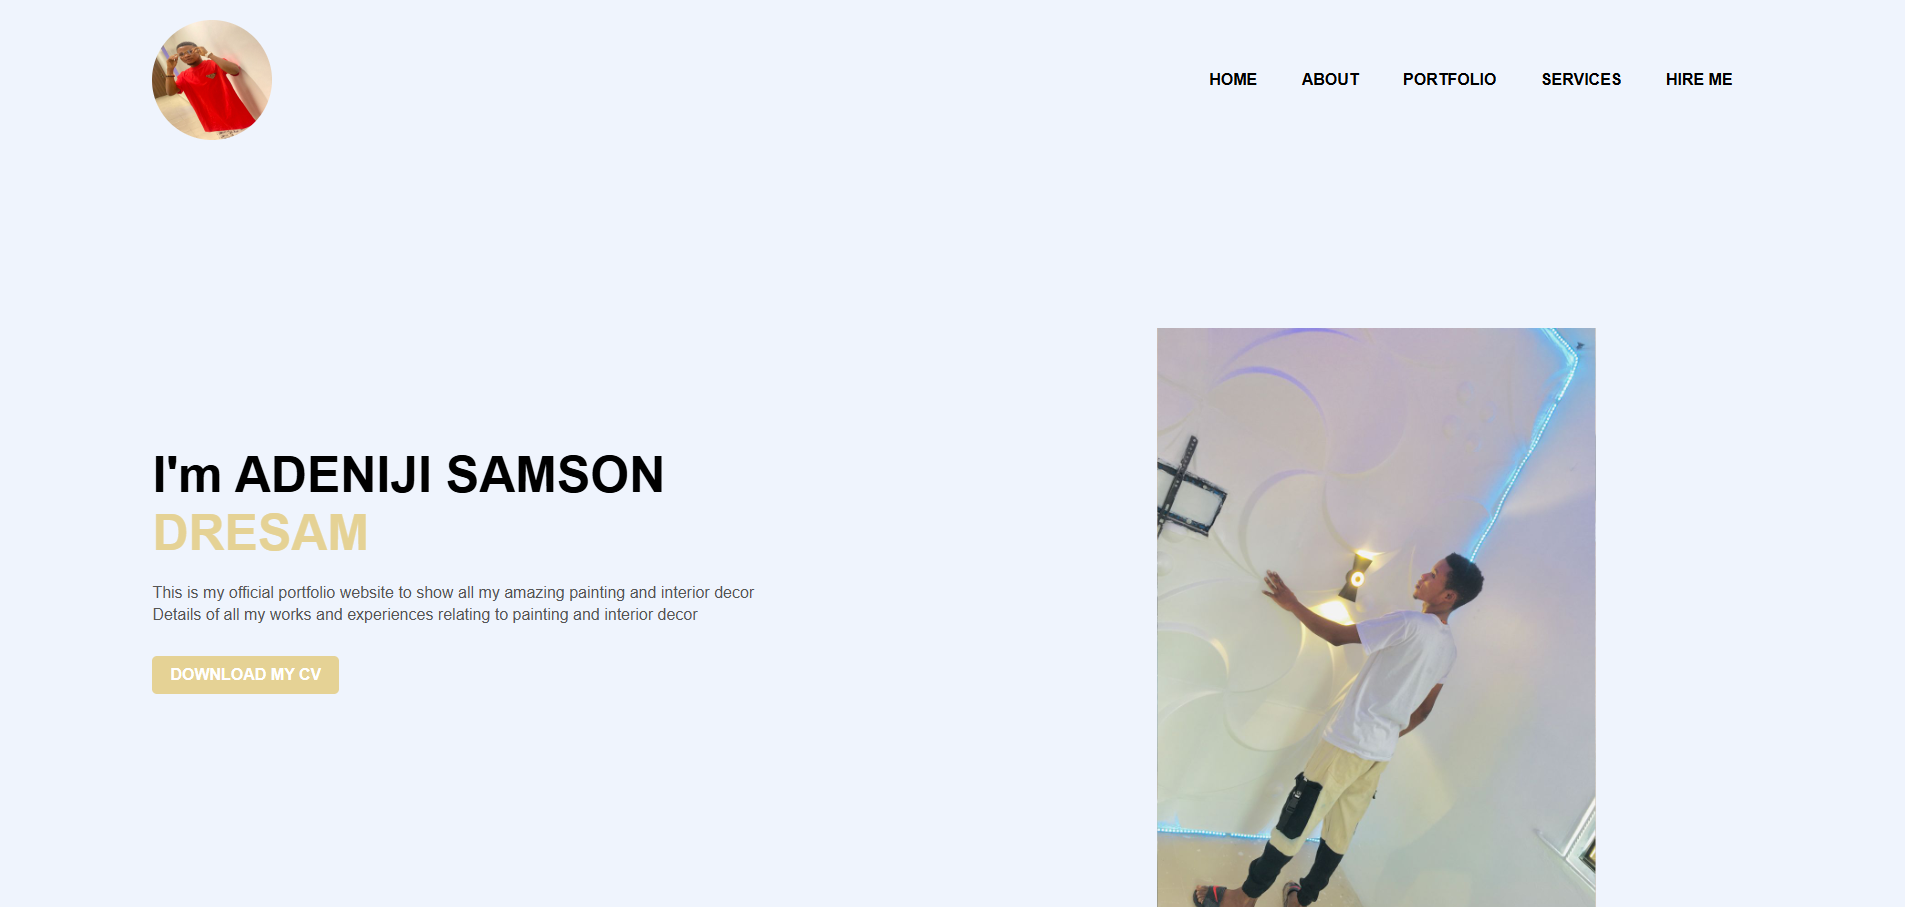 HOME ABOUT PORTFOLIO SERVICES HIRE ME
I'm ADENIJI SAMSON
DRESAM
This is my official portfolio website to show all my amazing painting and interior decor
Details of all my works and experiences relating to painting and interior decor
DOWNLOAD MY CV